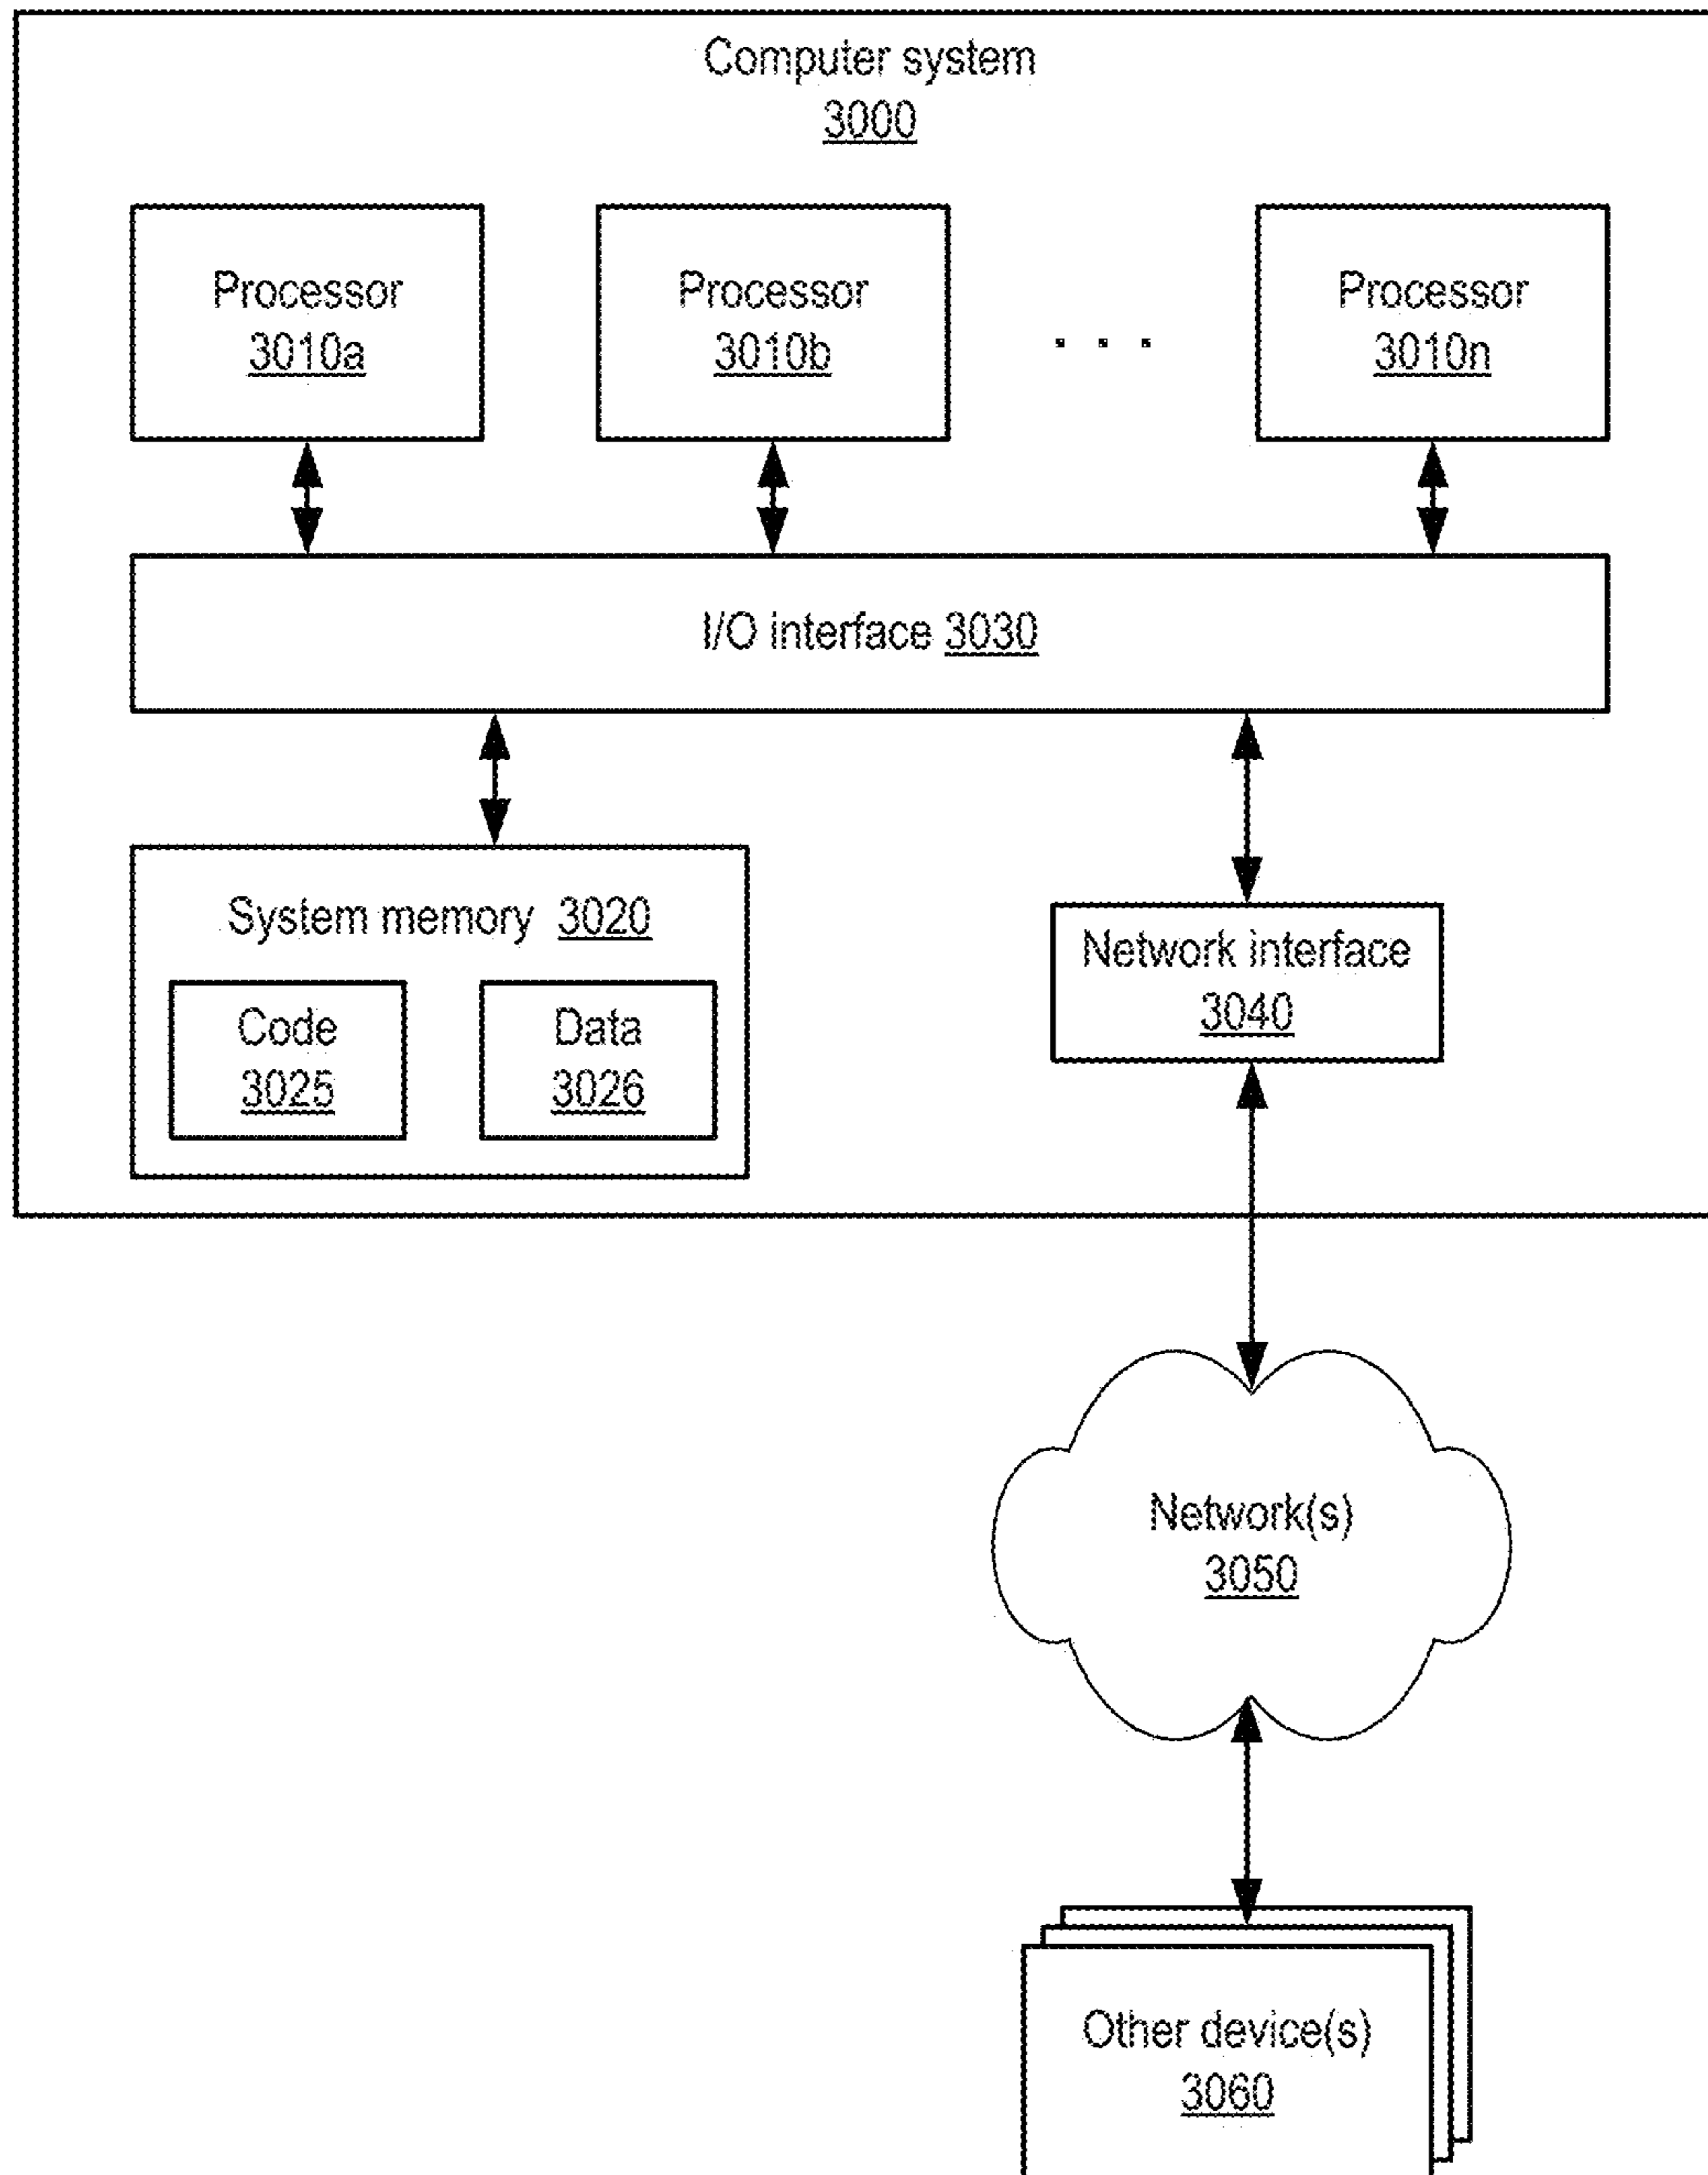 Computer system
3000
Processor
3010a
Processor
3010b
. . .
Processor
3010n
I/O interface 3030
System memory 3020
Code
3025
Data
3026
Network interface
3040
Network(s)
3050
Other device(s)
3060